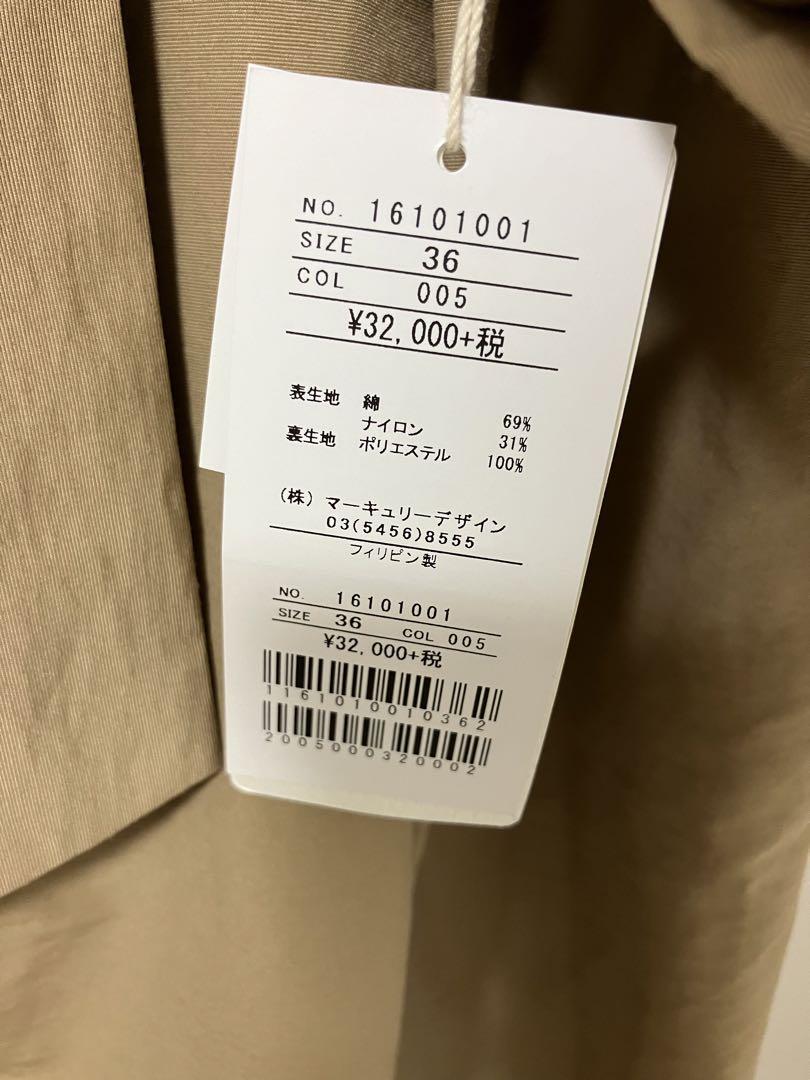 NO. 16101001
SIZE 36
COL 005
¥32,000+税
表生地 綿 69%
ナイロン 31%
裏生地 ポリエステル 100%
(株) マーキュリーデザイン
03(5456)8555
フィリピン製
NO. 16101001
SIZE 36 COL 005
¥32,000+税
1161010010362
2005000320002